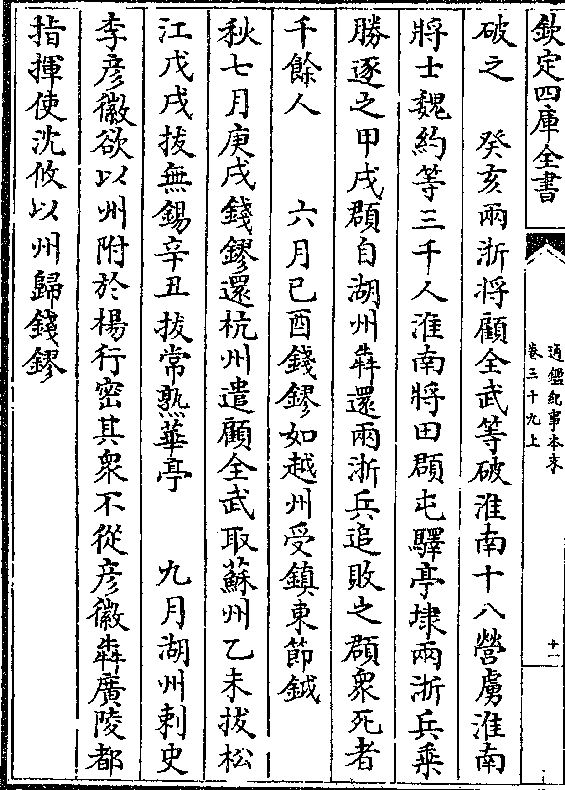 欽定四庫全書
通鑑紀事本末
卷三十九上
十一
破之　癸亥兩浙將顧全武等破淮南十八營虜淮南
將士魏約等三千人淮南將田頵屯驛亭埭兩浙兵乘
勝逐之甲戌頵自湖州犇還兩浙兵追敗之頵衆死者
千餘人　六月己酉錢鏐如越州受鎮東節鉞
秋七月庚戌錢鏐還杭州遣顧全武取蘇州乙未拔松
江戊戌拔無錫辛丑拔常熟華亭　九月湖州刺史
李彦徽欲以州附於楊行密其衆不從彦徽犇廣陵都
指揮使沈攸以州歸錢鏐